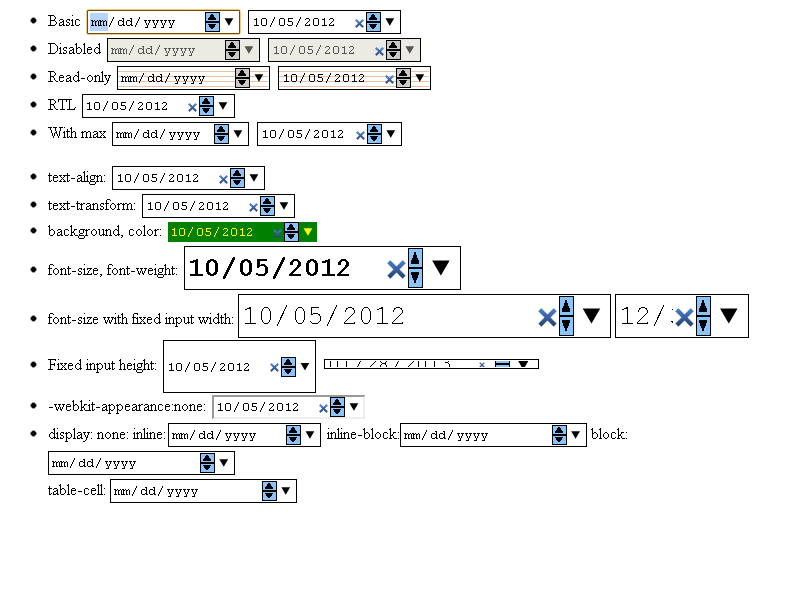 Basic mm/dd/yyyy 10/05/2012
Disabled mm/dd/yyyy 10/05/2012
Read-only mm/dd/yyyy 10/05/2012
RTL 10/05/2012
With max mm/dd/yyyy 10/05/2012
text-align: 10/05/2012
text-transform: 10/05/2012
background, color: 10/05/2012
font-size, font-weight: 10/05/2012
font-size with fixed input width: 10/05/2012 12/
Fixed input height: 10/05/2012
-webkit-appearance:none: 10/05/2012
display: none: inline: mm/dd/yyyy inline-block: mm/dd/yyyy block:
mm/dd/yyyy
table-cell: mm/dd/yyyy